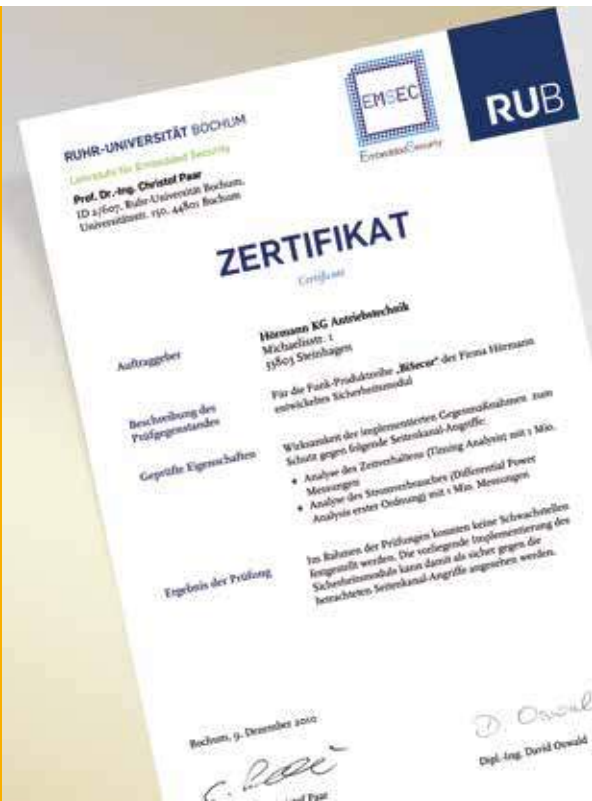 EMSEC
Embedded Security
RUB
RUHR-UNIVERSITÄT BOCHUM
Lehrstuhl für Embedded Security
Prof. Dr.-Ing. Christof Paar
ID 2/607, Ruhr-Universität Bochum,
Universitätsstr. 150, 44801 Bochum
ZERTIFIKAT
Certificate
Auftraggeber
Hörmann KG Antriebstechnik
Michaelisstr. 1
33803 Steinhagen
Beschreibung des
Prüfgegenstandes
Für die Funk-Produktreihe „BiSecur" der Firma Hörmann
entwickeltes Sicherheitsmodul
Geprüfte Eigenschaften
Wirksamkeit der implementierten Gegenmaßnahmen zum
Schutz gegen folgende Seitenkanal-Angriffe:
• Analyse des Zeitverhaltens (Timing Analysis) mit 1 Mio.
Messungen
• Analyse des Stromverbrauches (Differential Power
Analysis erster Ordnung) mit 1 Mio. Messungen
Ergebnis der Prüfung
Im Rahmen der Prüfungen konnten keine Schwachstellen
festgestellt werden. Die vorliegende Implementierung des
Sicherheitsmoduls kann damit als sicher gegen die
betrachteten Seitenkanal-Angriffe angesehen werden.
Bochum, 9. Dezember 2010
D. Oswald
Dipl.-Ing. David Oswald
Paar